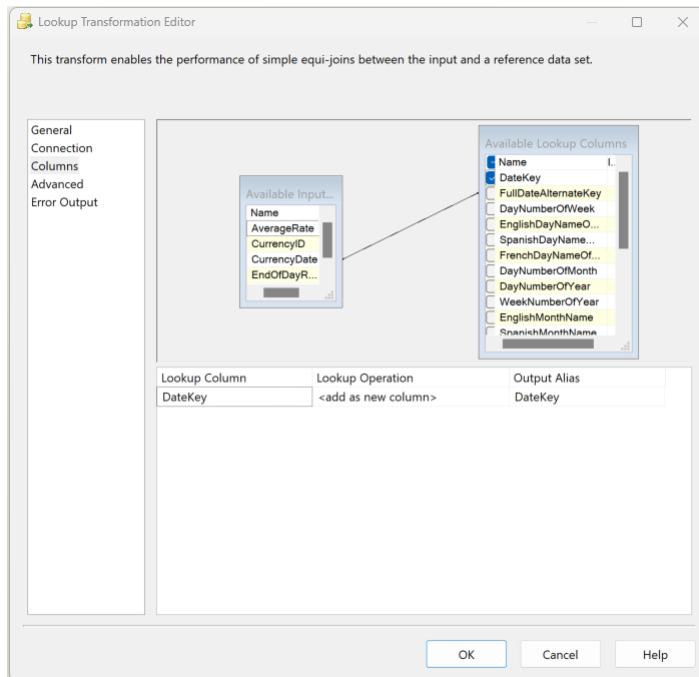 Lookup Transformation Editor
This transform enables the performance of simple equi-joins between the input and a reference data set.
General
Connection
Columns
Advanced
Error Output
Available Input...
Name
AverageRate
CurrencyID
CurrencyDate
EndOfDayR...
Available Lookup Columns
Name I..
DateKey
FullDateAlternateKey
DayNumberOfWeek
EnglishDayNameO...
SpanishDayName...
FrenchDayNameOf...
DayNumberOfMonth
DayNumberOfYear
WeekNumberOfYear
EnglishMonthName
SpanishMonthName
Lookup Column Lookup Operation Output Alias
DateKey <add as new column> DateKey
OK Cancel Help